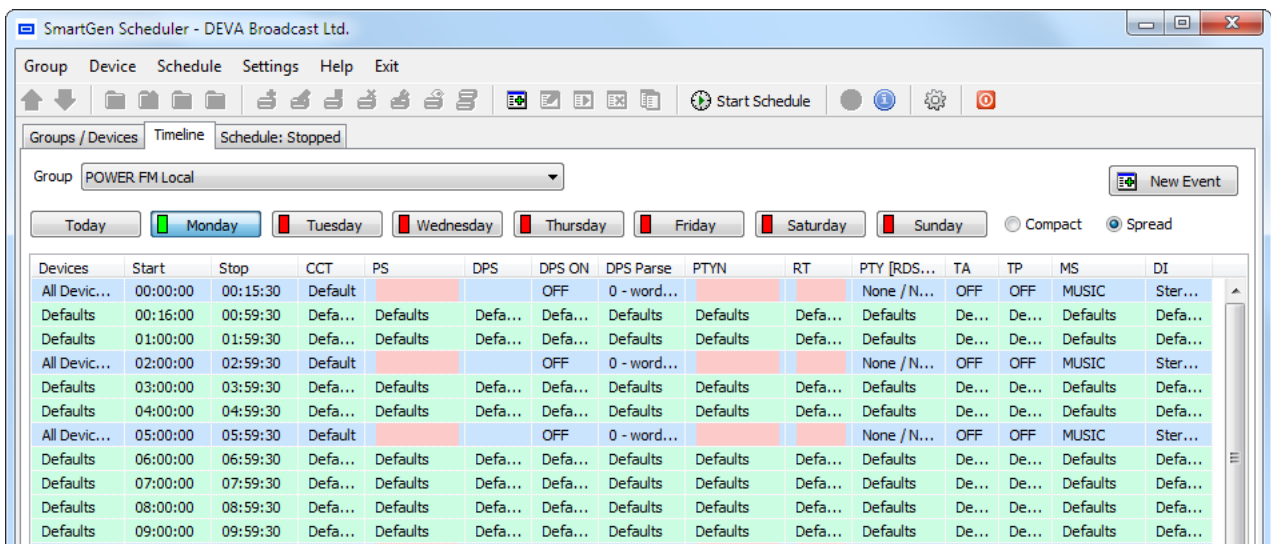 SmartGen Scheduler - DEVA Broadcast Ltd.
Group Device Schedule Settings Help Exit
Start Schedule
Groups / Devices Timeline Schedule: Stopped
Group POWER FM Local New Event
Today Monday Tuesday Wednesday Thursday Friday Saturday Sunday Compact Spread
Devices Start Stop CCT PS DPS DPS ON DPS Parse PTYN RT PTY [RDS... TA TP MS DI
All Devic... 00:00:00 00:15:30 Default OFF 0 - word... None / N... OFF OFF MUSIC Ster...
Defaults 00:16:00 00:59:30 Defa... Defaults Defa... Defa... Defaults Defaults Defa... Defaults De... De... Defaults Defa...
Defaults 01:00:00 01:59:30 Defa... Defaults Defa... Defa... Defaults Defaults Defa... Defaults De... De... Defaults Defa...
All Devic... 02:00:00 02:59:30 Default OFF 0 - word... None / N... OFF OFF MUSIC Ster...
Defaults 03:00:00 03:59:30 Defa... Defaults Defa... Defa... Defaults Defaults Defa... Defaults De... De... Defaults Defa...
Defaults 04:00:00 04:59:30 Defa... Defaults Defa... Defa... Defaults Defaults Defa... Defaults De... De... Defaults Defa...
All Devic... 05:00:00 05:59:30 Default OFF 0 - word... None / N... OFF OFF MUSIC Ster...
Defaults 06:00:00 06:59:30 Defa... Defaults Defa... Defa... Defaults Defaults Defa... Defaults De... De... Defaults Defa...
Defaults 07:00:00 07:59:30 Defa... Defaults Defa... Defa... Defaults Defaults Defa... Defaults De... De... Defaults Defa...
Defaults 08:00:00 08:59:30 Defa... Defaults Defa... Defa... Defaults Defaults Defa... Defaults De... De... Defaults Defa...
Defaults 09:00:00 09:59:30 Defa... Defaults Defa... Defa... Defaults Defaults Defa... Defaults De... De... Defaults Defa...